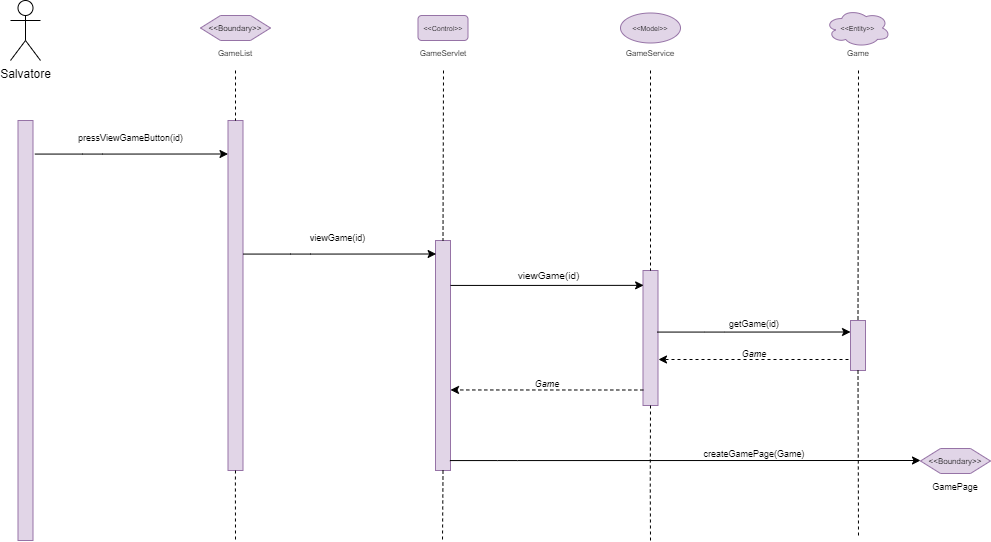 <<Boundary>>
<<Control>>
<<Model>>
<<Entity>>
GameList
GameServlet
GameService
Game
Salvatore
pressViewGameButton(id)
viewGame(id)
viewGame(id)
getGame(id)
Game
Game
createGamePage(Game)
<<Boundary>>
GamePage